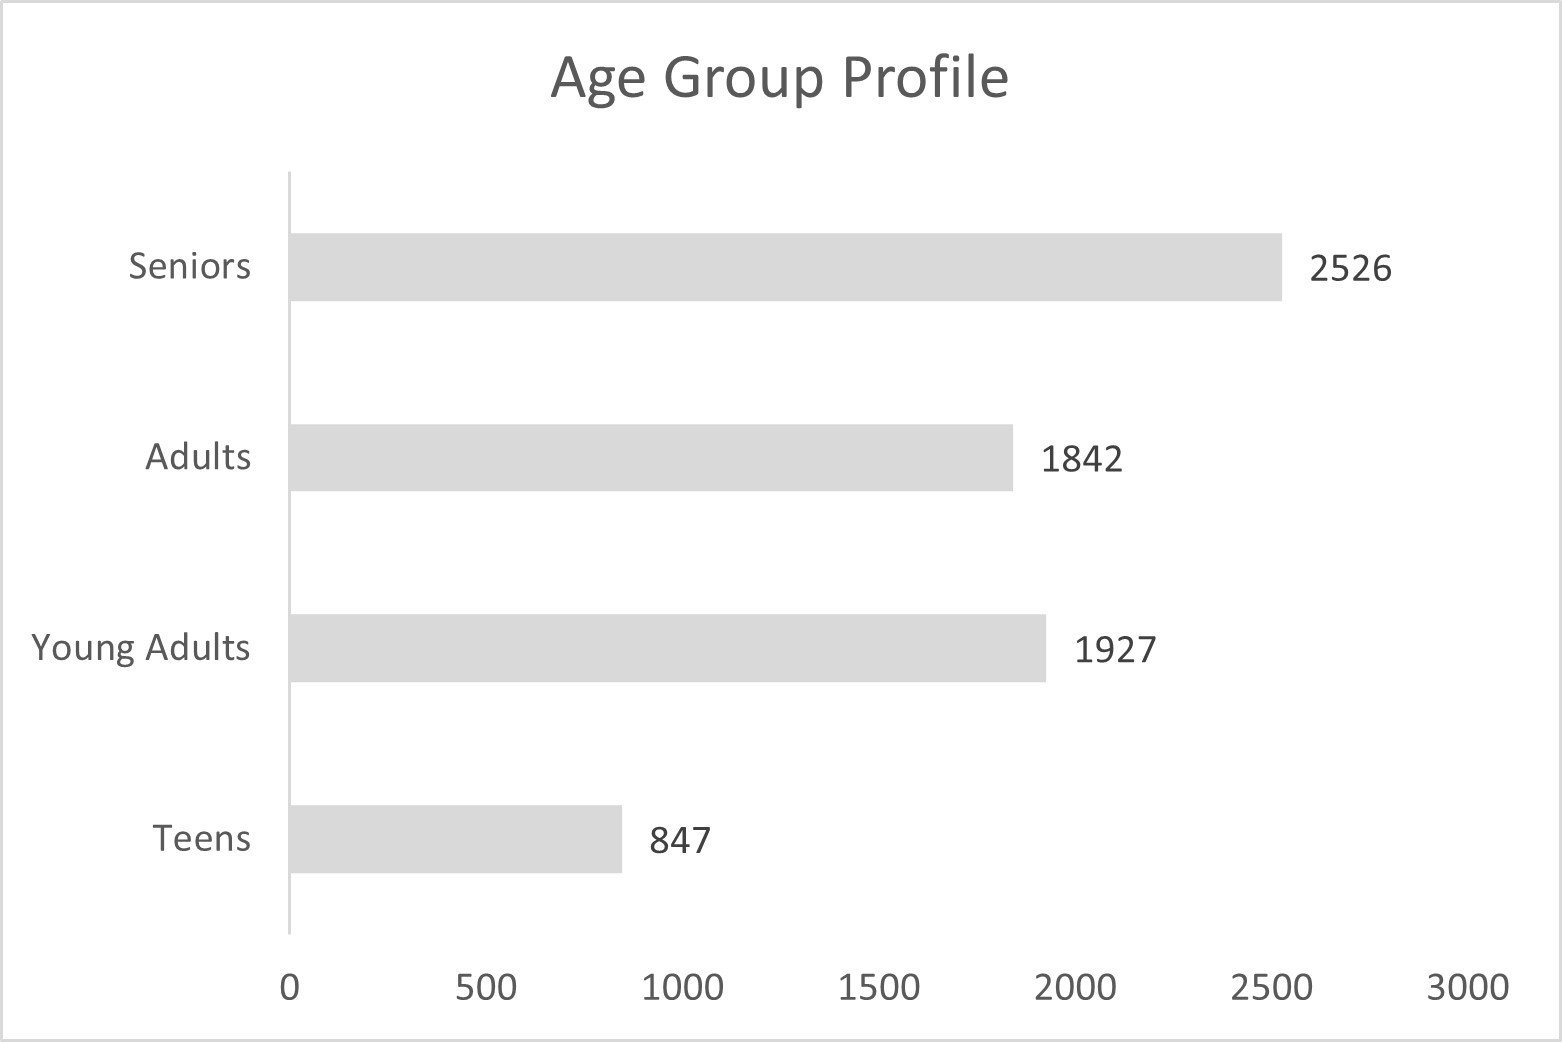 Age Group Profile
Seniors
2526
Adults
1842
Young Adults
1927
Teens
847
0 500 1000 1500 2000 2500 3000